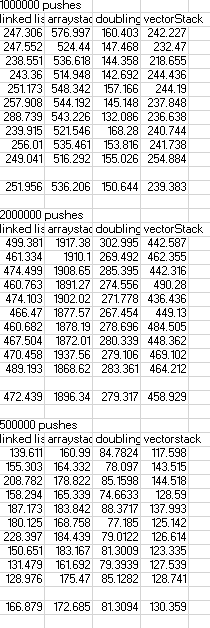 1000000 pushes
linked lis arraystac doubling vectorStack
247.306 576.997 160.403 242.227
247.552 524.44 147.468 232.47
238.551 536.618 144.358 218.655
243.36 514.948 142.692 244.436
251.173 548.342 157.166 244.19
257.908 544.192 145.148 237.848
288.739 543.226 132.086 236.638
239.915 521.546 168.28 240.744
256.01 535.461 153.816 241.738
249.041 516.292 155.026 254.884
251.956 536.206 150.644 239.383
2000000 pushes
linked lis arraystac doubling vectorStack
499.381 1917.38 302.995 442.587
461.334 1910.1 269.492 462.355
474.499 1908.65 285.395 442.316
460.763 1891.27 274.556 490.28
474.103 1902.02 271.778 436.436
466.47 1877.57 267.454 449.13
460.682 1878.19 278.696 484.505
467.504 1872.01 280.339 448.362
470.458 1937.56 279.106 469.102
489.193 1868.62 283.361 464.212
472.439 1896.34 279.317 458.929
500000 pushes
linked lis arraystac doubling vectorstack
139.611 160.99 84.7824 117.598
155.303 164.332 78.097 143.515
208.782 178.822 85.1598 144.518
158.294 165.339 74.6633 128.59
187.173 183.842 88.3717 137.993
180.125 168.758 77.185 125.142
228.397 184.439 79.0122 126.614
150.651 183.167 81.3009 123.335
131.479 161.692 79.3939 127.539
128.976 175.47 85.1282 128.741
166.879 172.685 81.3094 130.359